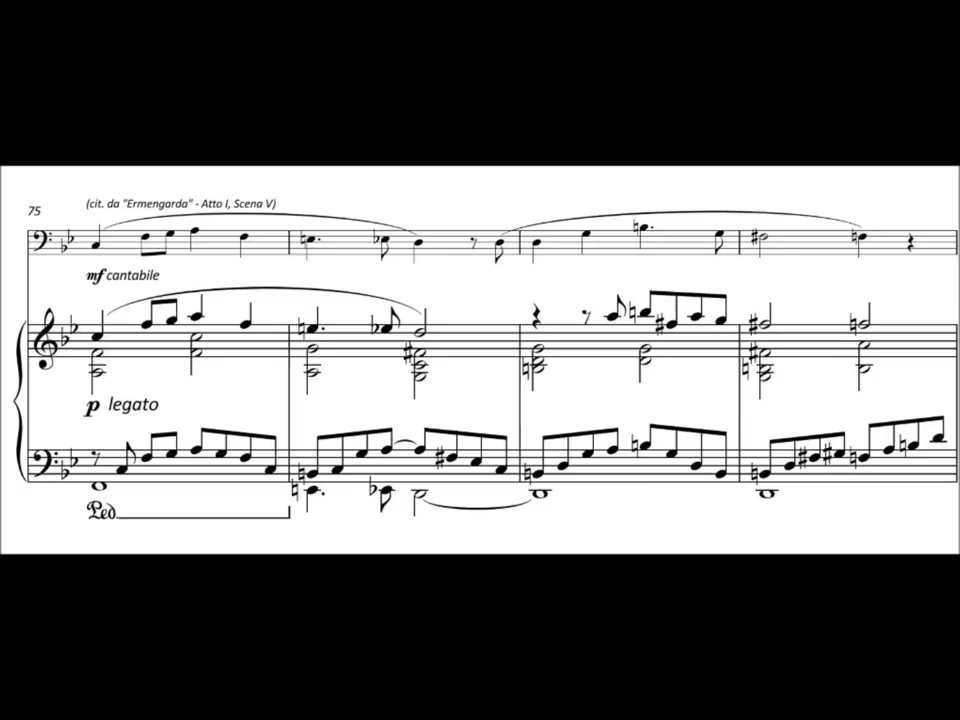 75
(cit. da "Ermengarda" - Atto I, Scena V)
mf cantabile
p legato
Ped.